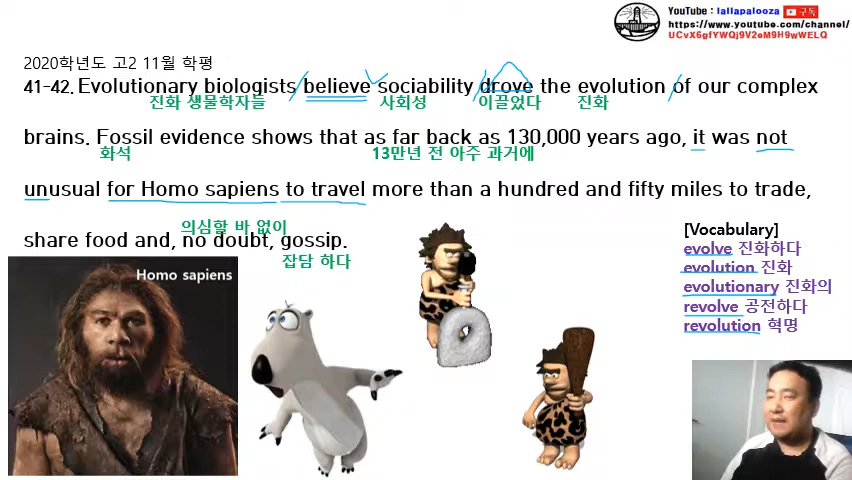 YouTube : lallapalooza 구독
https://www.youtube.com/channel/
UCvX6gfYWQj9V2eM9H9wWELQ
2020학년도 고2 11월 학평
41-42. Evolutionary biologists believe sociability drove the evolution of our complex
진화 생물학자들 사회성 이끌었다 진화
brains. Fossil evidence shows that as far back as 130,000 years ago, it was not
화석 13만년 전 아주 과거에
unusual for Homo sapiens to travel more than a hundred and fifty miles to trade,
의심할 바 없이
share food and, no doubt, gossip.
잡담 하다
[Vocabulary]
evolve 진화하다
evolution 진화
evolutionary 진화의
revolve 공전하다
revolution 혁명
Homo sapiens